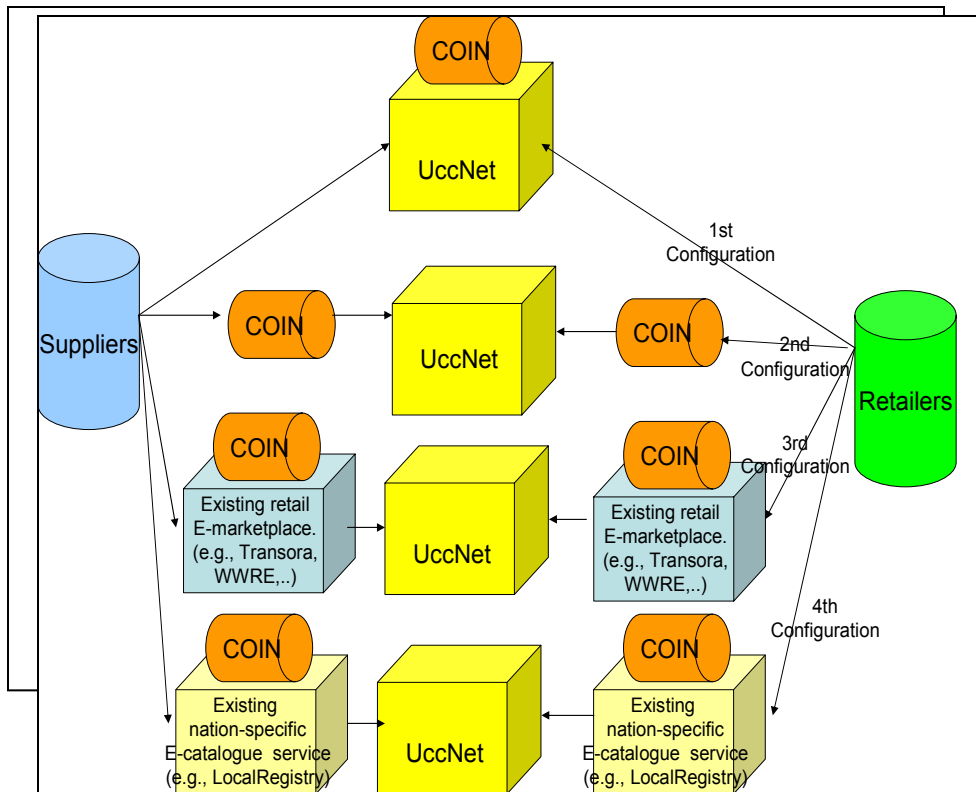 COIN
UccNet
1st
Configuration
Suppliers
COIN
UccNet
COIN
2nd
Configuration
Retailers
COIN
Existing retail
E-marketplace.
(e.g., Transora,
WWRE,..)
UccNet
COIN
Existing retail
E-marketplace.
(e.g., Transora,
WWRE,..)
3rd
Configuration
4th
Configuration
COIN
Existing
nation-specific
E-catalogue service
(e.g., LocalRegistry)
UccNet
COIN
Existing
nation-specific
E-catalogue service
(e.g., LocalRegistry)